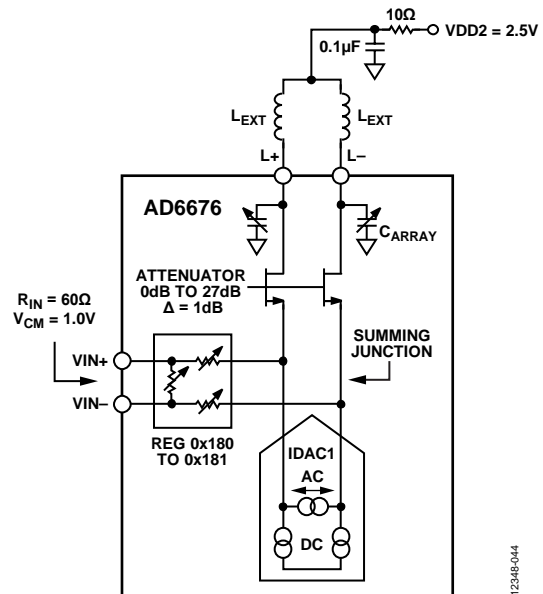 10Ω
VDD2 = 2.5V
0.1µF
LEXT
LEXT
L+
L–
AD6676
CARRAY
ATTENUATOR
0dB TO 27dB
Δ = 1dB
RIN = 60Ω
VCM = 1.0V
SUMMING
JUNCTION
VIN+
VIN–
REG 0x180
TO 0x181
IDAC1
AC
DC
12348-044